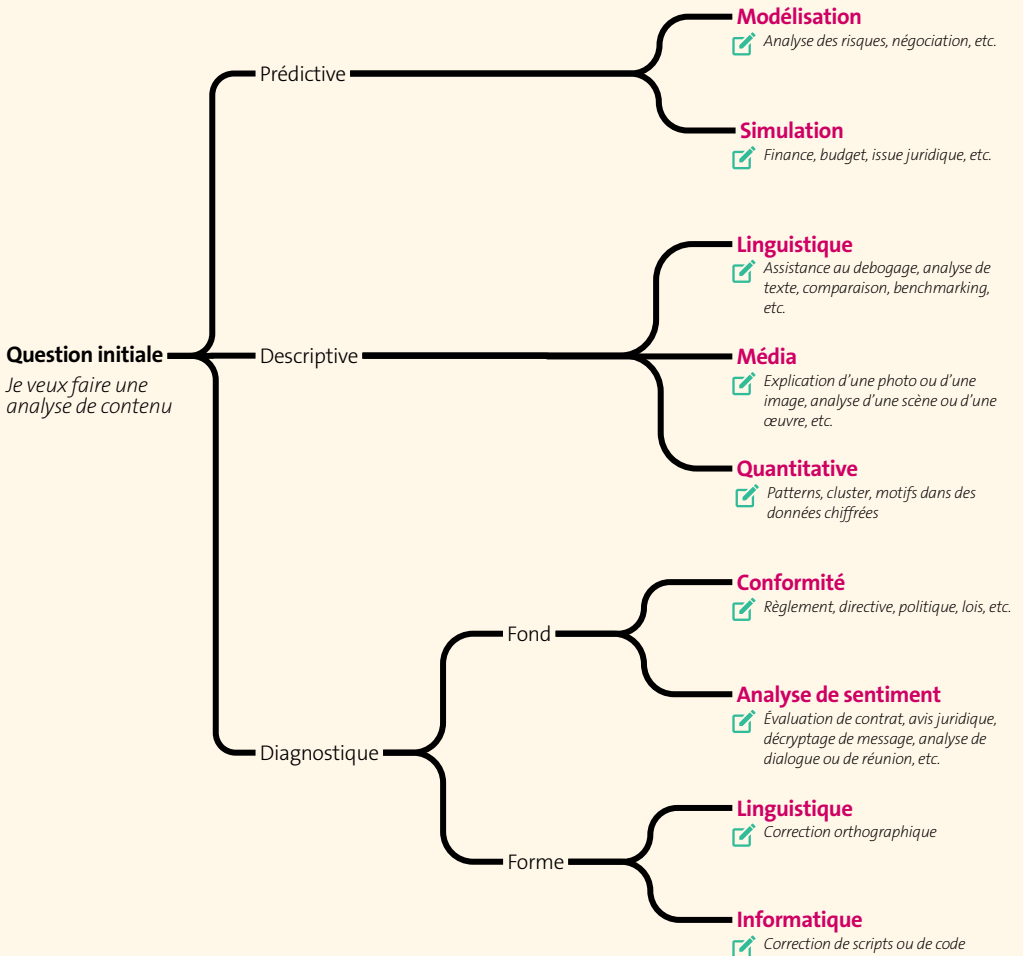 Modélisation
Analyse des risques, négociation, etc.
Prédictive
Simulation
Finance, budget, issue juridique, etc.
Linguistique
Assistance au debogage, analyse de
texte, comparaison, benchmarking,
etc.
Question initiale
Je veux faire une
analyse de contenu
Descriptive
Média
Explication d'une photo ou d'une
image, analyse d'une scène ou d'une
œuvre, etc.
Quantitative
Patterns, cluster, motifs dans des
données chiffrées
Conformité
Règlement, directive, politique, lois, etc.
Fond
Analyse de sentiment
Évaluation de contrat, avis juridique,
décryptage de message, analyse de
dialogue ou de réunion, etc.
Diagnostique
Linguistique
Correction orthographique
Forme
Informatique
Correction de scripts ou de code